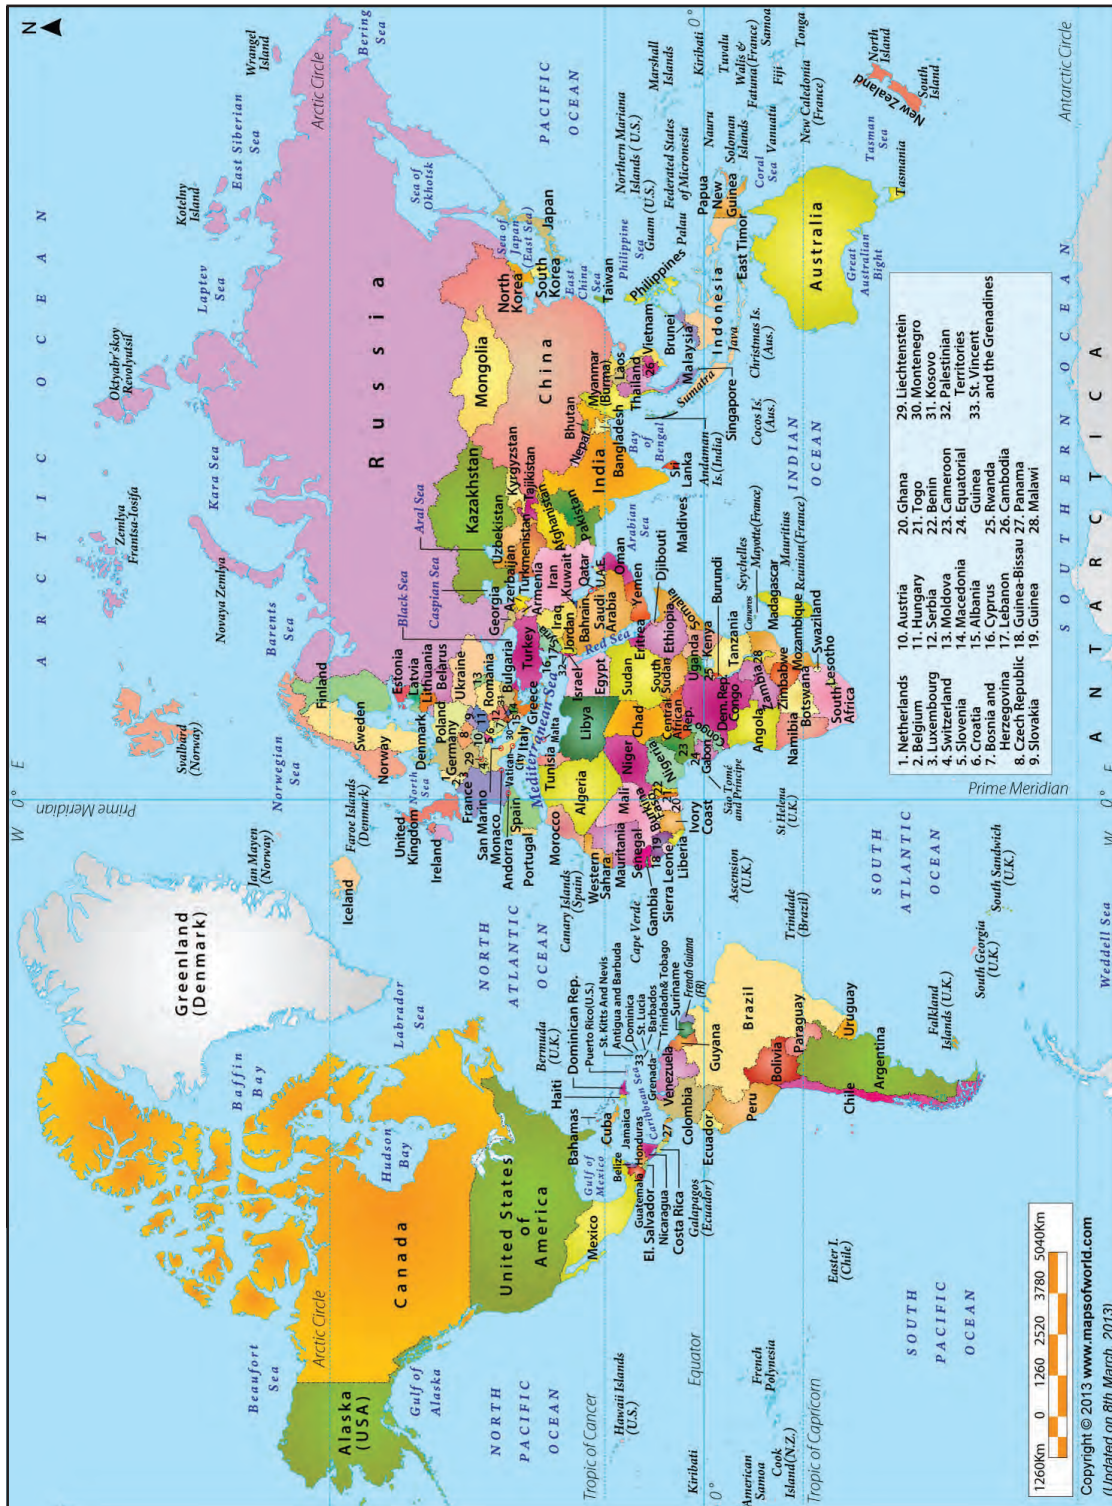 N
ARCTIC OCEAN
W 0° E
Prime Meridian
Wrangel
Island
Bering
Sea
Arctic Circle
East Siberian
Sea
Kotelny
Island
Laptev
Sea
Oktyabr'skoy
Revolyutsii
Kara Sea
Zemlya
Frantsa-Iosifa
Novaya Zemlya
Barents
Sea
Svalbard
(Norway)
Norwegian
Sea
Jan Mayen
(Norway)
Faroe Islands
(Denmark)
Greenland
(Denmark)
Iceland
Baffin
Bay
Labrador
Sea
Hudson
Bay
Beaufort
Sea
Arctic Circle
Alaska
(USA)
Gulf of
Alaska
Canada
United States
of
America
Russia
Sea of
Okhotsk
PACIFIC
OCEAN
Finland
Sweden
Norway
Estonia
Latvia
Lithuania
Belarus
Denmark
North
Sea
United
Kingdom
Ireland
Poland
Germany
Ukraine
France
Romania
Bulgaria
San Marino
Monaco
Andorra
Vatican
City
Italy
Greece
Spain
Portugal
Malta
Mediterranean Sea
Black Sea
Caspian Sea
Aral Sea
Turkey
Georgia
Azerbaijan
Armenia
Kazakhstan
Uzbekistan
Turkmenistan
Kyrgyzstan
Tajikistan
Afghanistan
Pakistan
Mongolia
China
North
Korea
South
Korea
Sea of
Japan
(East Sea)
Japan
East
China
Sea
Taiwan
Syria
Iraq
Iran
Jordan
Israel
Kuwait
Bahrain
Qatar
U.A.E.
Saudi
Arabia
Oman
Yemen
Red Sea
Arabian
Sea
Nepal
Bhutan
India
Bangladesh
Bay
of
Bengal
Myanmar
(Burma)
Laos
Thailand
Vietnam
Philippines
Philippine
Sea
Northern Mariana
Islands (U.S.)
Guam (U.S.)
Palau
Federated States
of Micronesia
Marshall
Islands
Kiribati
0°
Nauru
Tuvalu
Walis &
Fatuna(France)
Samoa
Soloman
Islands
Vanuatu
Fiji
Tonga
New Caledonia
(France)
Coral
Sea
Papua
New
Guinea
East Timor
Indonesia
Java
Sumatra
Brunei
Malaysia
Singapore
Andaman
Is.(India)
Sri
Lanka
Maldives
Christmas Is.
(Aus.)
Cocos Is.
(Aus.)
INDIAN
OCEAN
Australia
Great
Australian
Bight
Tasmania
Tasman
Sea
North
Island
New Zealand
South
Island
Morocco
Algeria
Tunisia
Libya
Egypt
Western
Sahara
Mauritania
Mali
Niger
Chad
Sudan
Eritrea
Djibouti
Ethiopia
Somalia
South
Sudan
Central
African
Rep.
Senegal
Gambia
Sierra Leone
Liberia
Ivory
Coast
Burkina
Faso
Nigeria
Gabon
Congo
Dem. Rep.
Congo
Uganda
Kenya
Burundi
Tanzania
Seychelles
Comoros
Mayotte(France)
Mauritius
Reunion(France)
Madagascar
Angola
Zambia
Mozambique
Zimbabwe
Botswana
Namibia
Swaziland
Lesotho
South
Africa
São Tome
and Principe
St Helena
(U.K.)
Ascension
(U.K.)
Trindade
(Brazil)
Canary Islands
(Spain)
Cape Verde
NORTH
ATLANTIC
OCEAN
SOUTH
ATLANTIC
OCEAN
Bermuda
(U.K.)
Dominican Rep.
Puerto Rico(U.S.)
St. Kitts And Nevis
Antigua and Barbuda
Dominica
St. Lucia
Barbados
Trinidadn& Tobago
Grenada
Haiti
Bahamas
Cuba
Jamaica
Caribbean Sea
Gulf of
Mexico
Mexico
Belize
Honduras
Guatemala
El. Salvador
Nicaragua
Costa Rica
Galapagos
(Ecuador)
Venezuela
Colombia
Ecuador
Guyana
Suriname
French Guiana
(FR)
Brazil
Peru
Bolivia
Paraguay
Uruguay
Chile
Argentina
Falkland
Islands (U.K.)
South Georgia
(U.K.)
South Sandwich
(U.K.)
Weddell Sea
Easter I.
(Chile)
NORTH
PACIFIC
OCEAN
Hawaii Islands
(U.S.)
Tropic of Cancer
Equator
Kiribati
0°
French
Polynesia
American
Samoa
Cook
Island(N.Z.)
Tropic of Capricorn
SOUTH
PACIFIC
OCEAN
Prime Meridian
1. Netherlands
2. Belgium
3. Luxembourg
4. Switzerland
5. Slovenia
6. Croatia
7. Bosnia and
Herzegovina
8. Czech Republic
9. Slovakia
10. Austria
11. Hungary
12. Serbia
13. Moldova
14. Macedonia
15. Albania
16. Cyprus
17. Lebanon
18. Guinea-Bissau
19. Guinea
20. Ghana
21. Togo
22. Benin
23. Cameroon
24. Equatorial
Guinea
25. Rwanda
26. Cambodia
27. Panama
28. Malawi
29. Liechtenstein
30. Montenegro
31. Kosovo
32. Palestinian
Territories
33. St. Vincent
and the Grenadines
SOUTHERN OCEAN
Antarctic Circle
W 0° E
ANTARCTICA
1260Km 0 1260 2520 3780 5040Km
Copyright © 2013 www.mapsofworld.com
(Updated on 8th March, 2013)